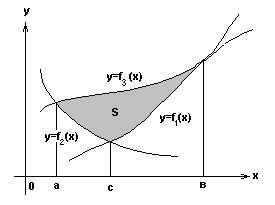 y
y=f₃(x)
S
y=f₂(x)
y=f₁(x)
0 a c B x